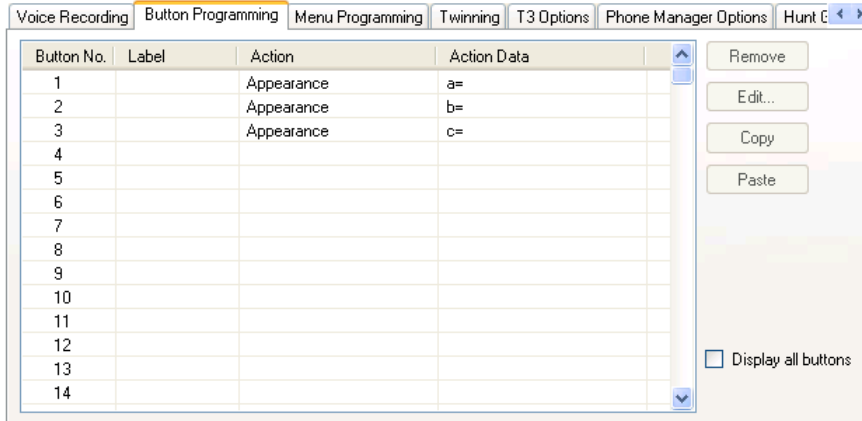 Voice Recording Button Programming Menu Programming Twinning T3 Options Phone Manager Options Hunt
Button No. Label Action Action Data
Remove
1 Appearance a=
Edit...
2 Appearance b=
3 Appearance c=
Copy
4
5
Paste
6
7
8
9
10
11
12
Display all buttons
13
14